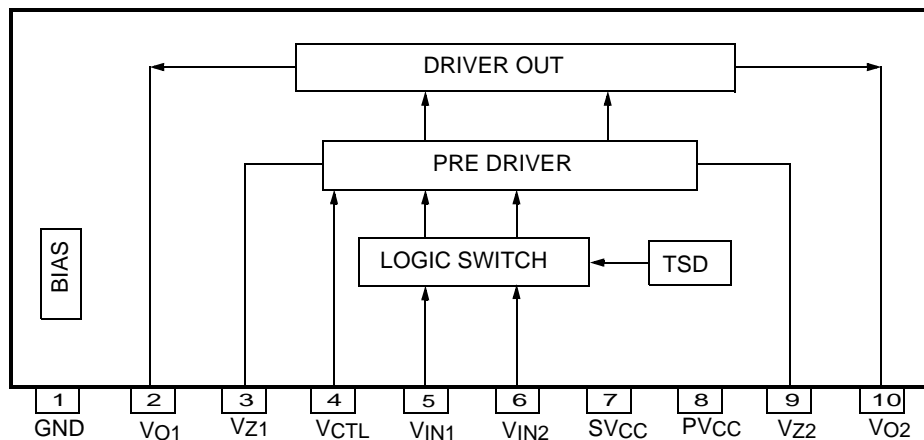 DRIVER OUT
PRE DRIVER
LOGIC SWITCH
TSD
BIAS
1 2 3 4 5 6 7 8 9 10
GND VO1 VZ1 VCTL VIN1 VIN2 SVCC PVCC VZ2 VO2